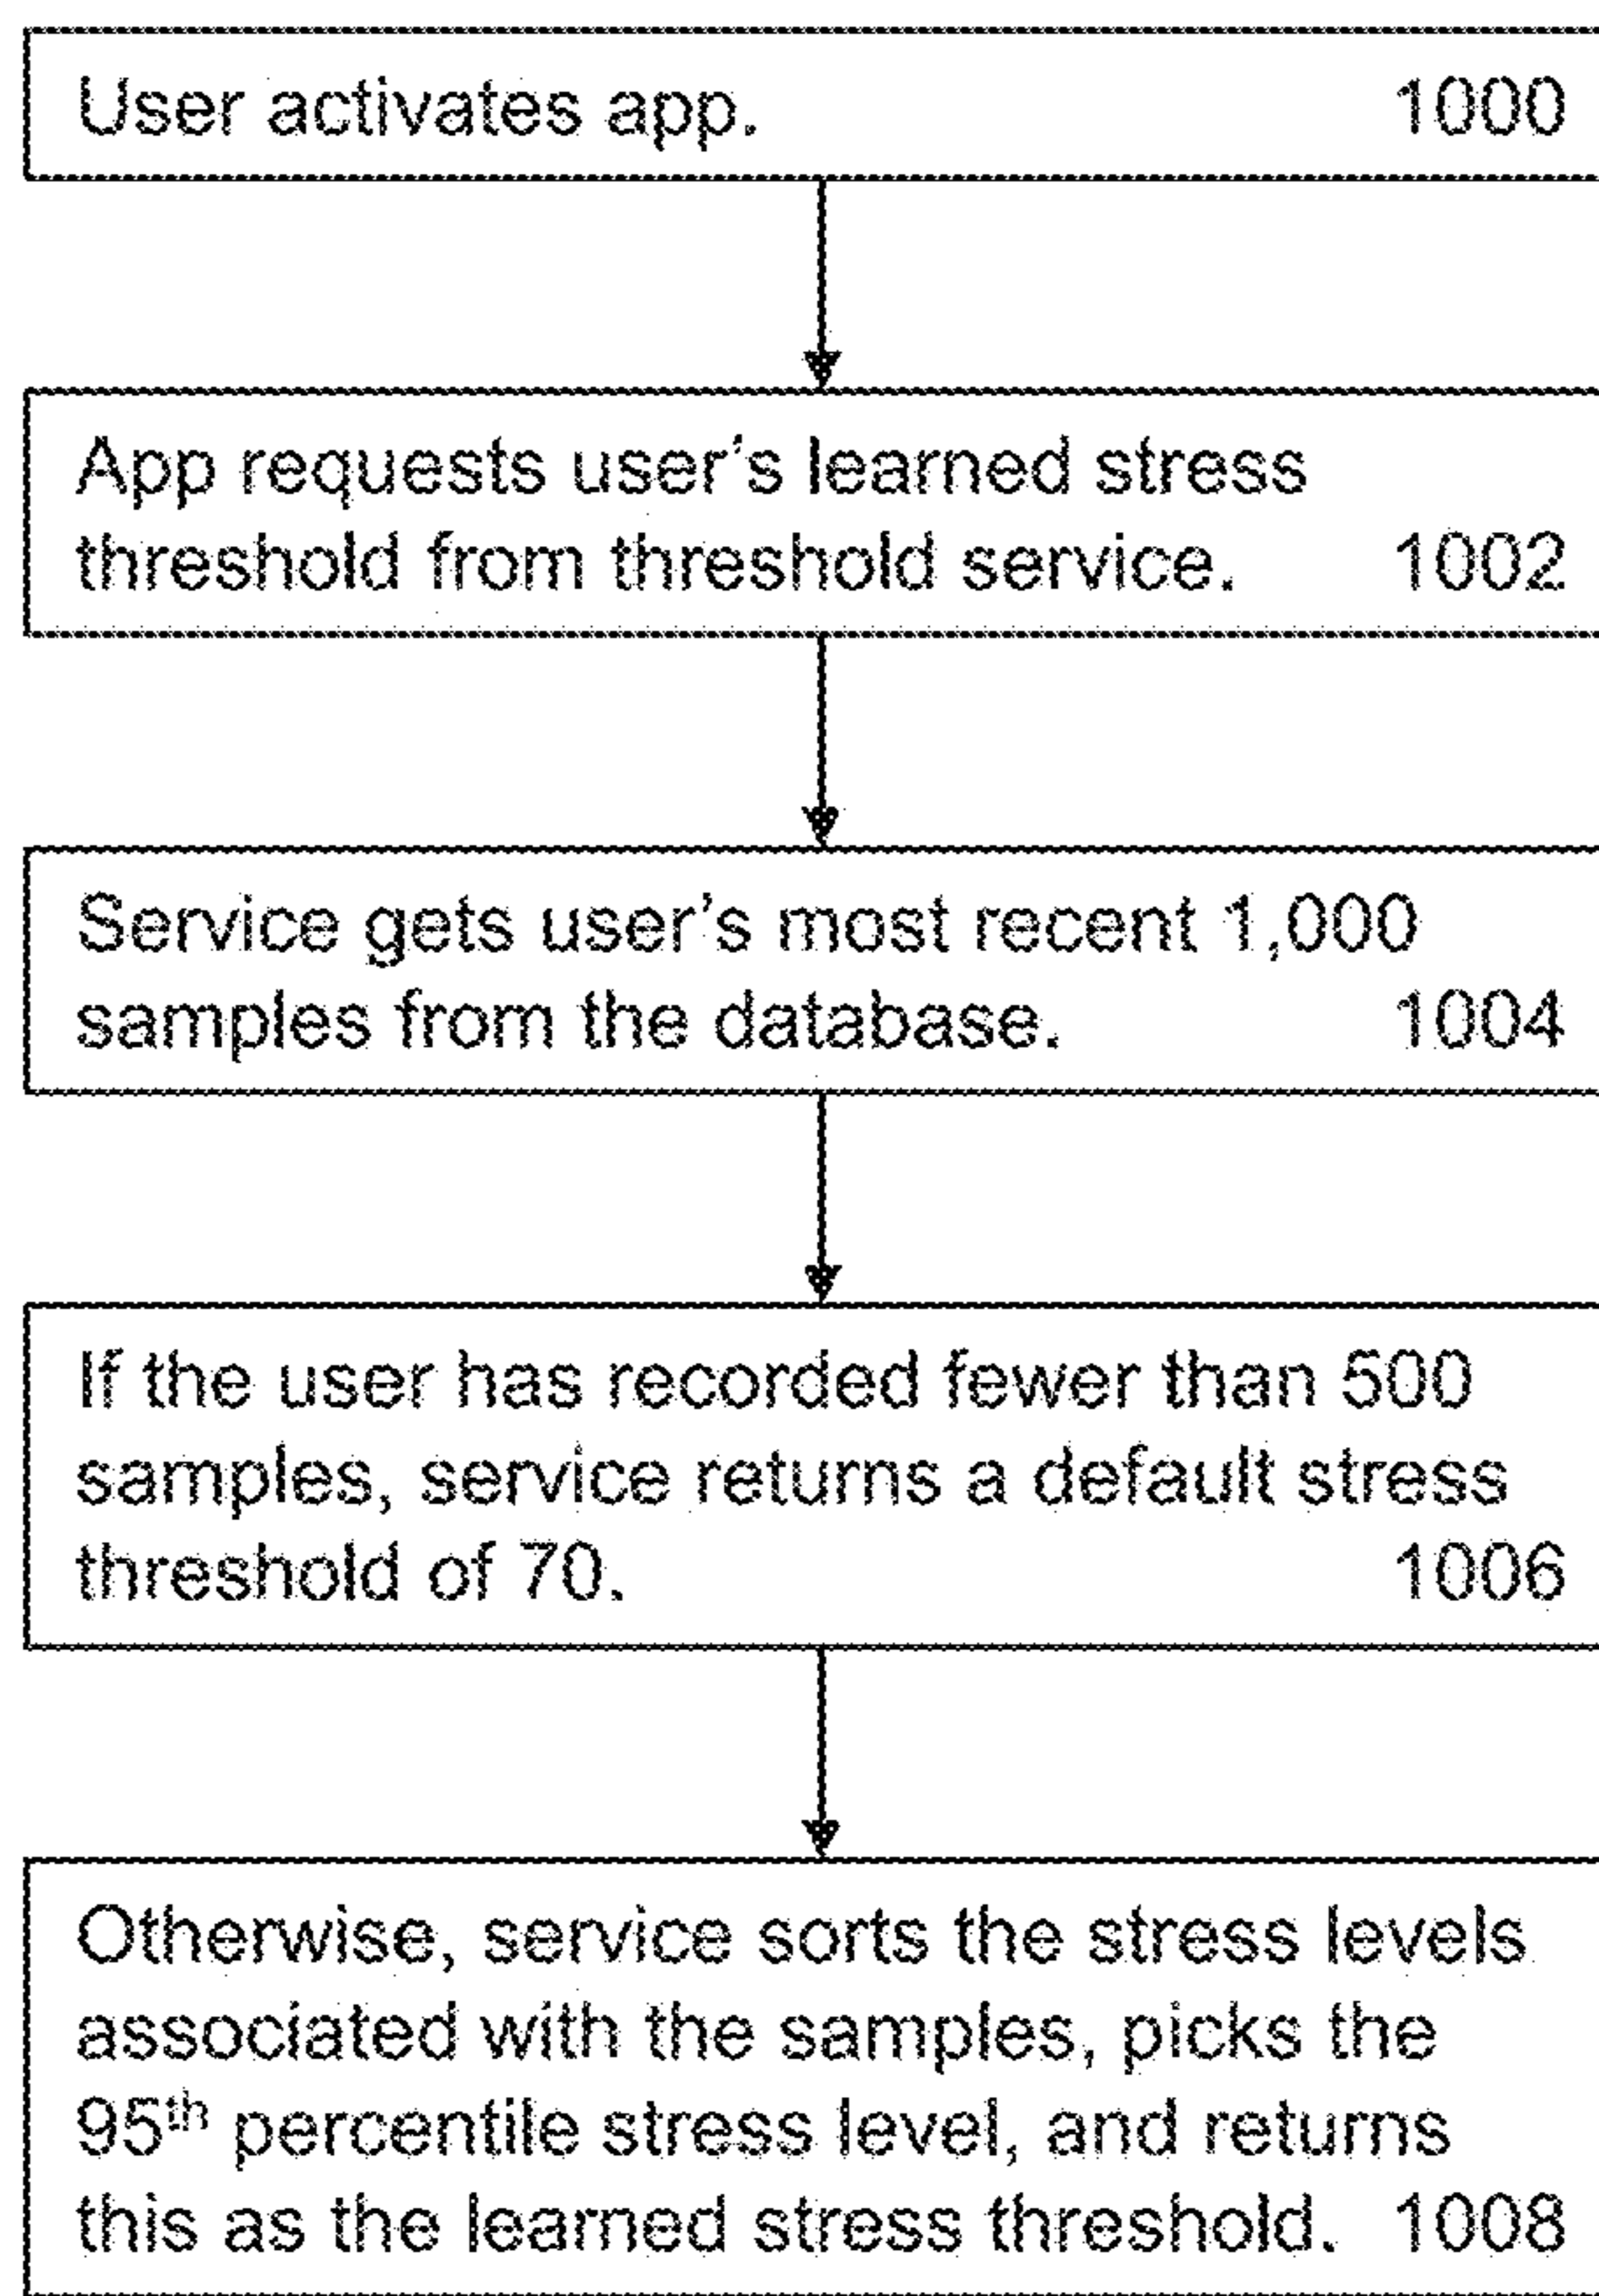 User activates app. 1000
App requests user's learned stress
threshold from threshold service. 1002
Service gets user's most recent 1,000
samples from the database. 1004
If the user has recorded fewer than 500
samples, service returns a default stress
threshold of 70. 1006
Otherwise, service sorts the stress levels
associated with the samples, picks the
95th percentile stress level, and returns
this as the learned stress threshold. 1008